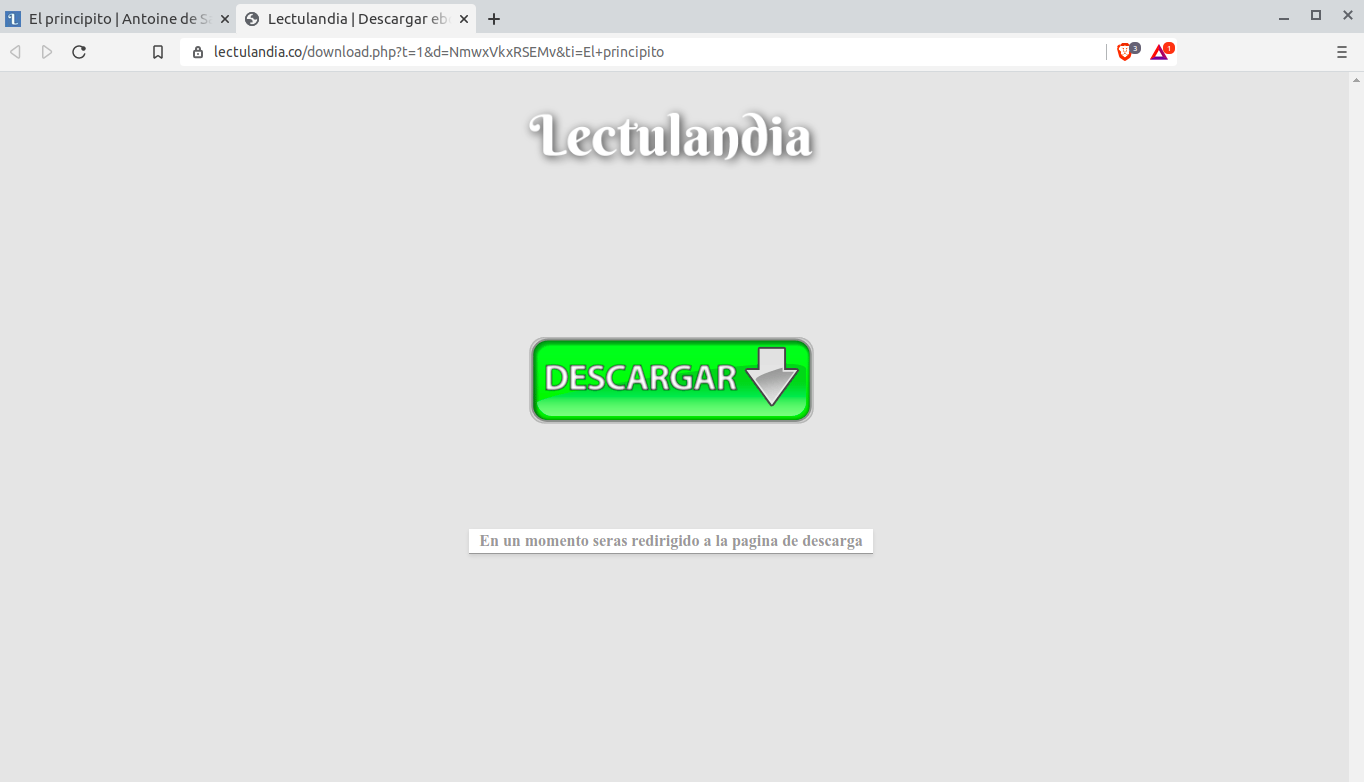 El principito | Antoine de Sa
Lectulandia | Descargar eb
lectulandia.co/download.php?t=1&d=NmwxVkxRSEMv&ti=El+principito
3
1
Lectulandia
DESCARGAR
En un momento seras redirigido a la pagina de descarga